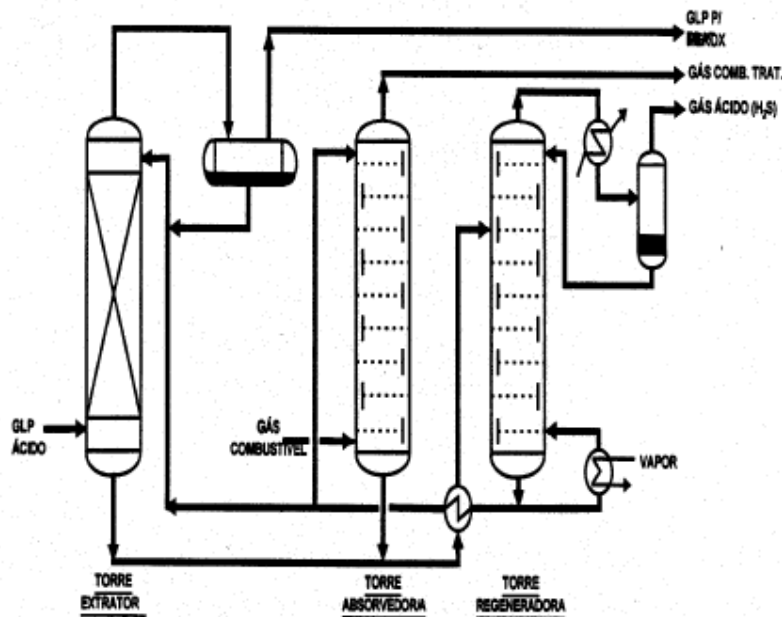 GLP P/
GÁS COMB. TRAT.
GÁS ÁCIDO (H₂S)
GLP
ÁCIDO
GÁS
COMBUSTÍVEL
VAPOR
TORRE
EXTRATOR
TORRE
ABSORVEDORA
TORRE
REGENERADORA